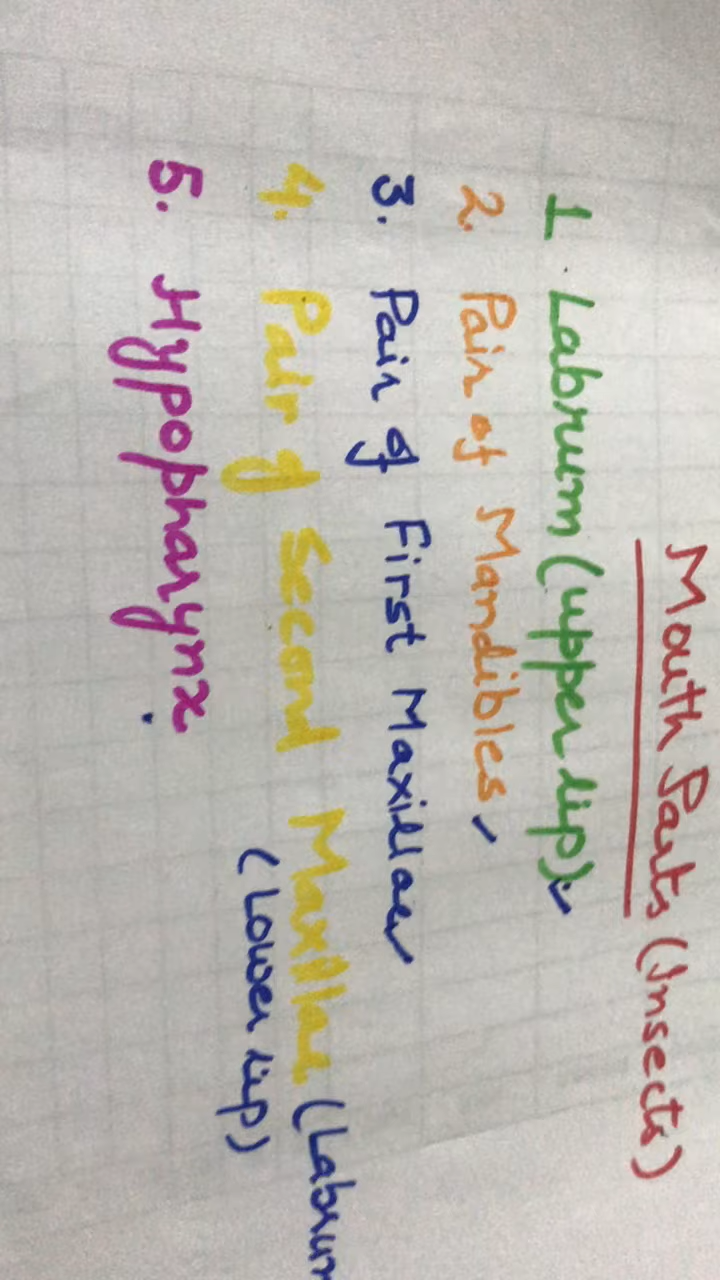 Mouth Parts (Insects)
1. Labrum (upper lip)
2. Pair of Mandibles
3. Pair of First Maxillae
4. Pair of Second Maxillae (Labrum
(Lower lip)
5. Hypopharynx.